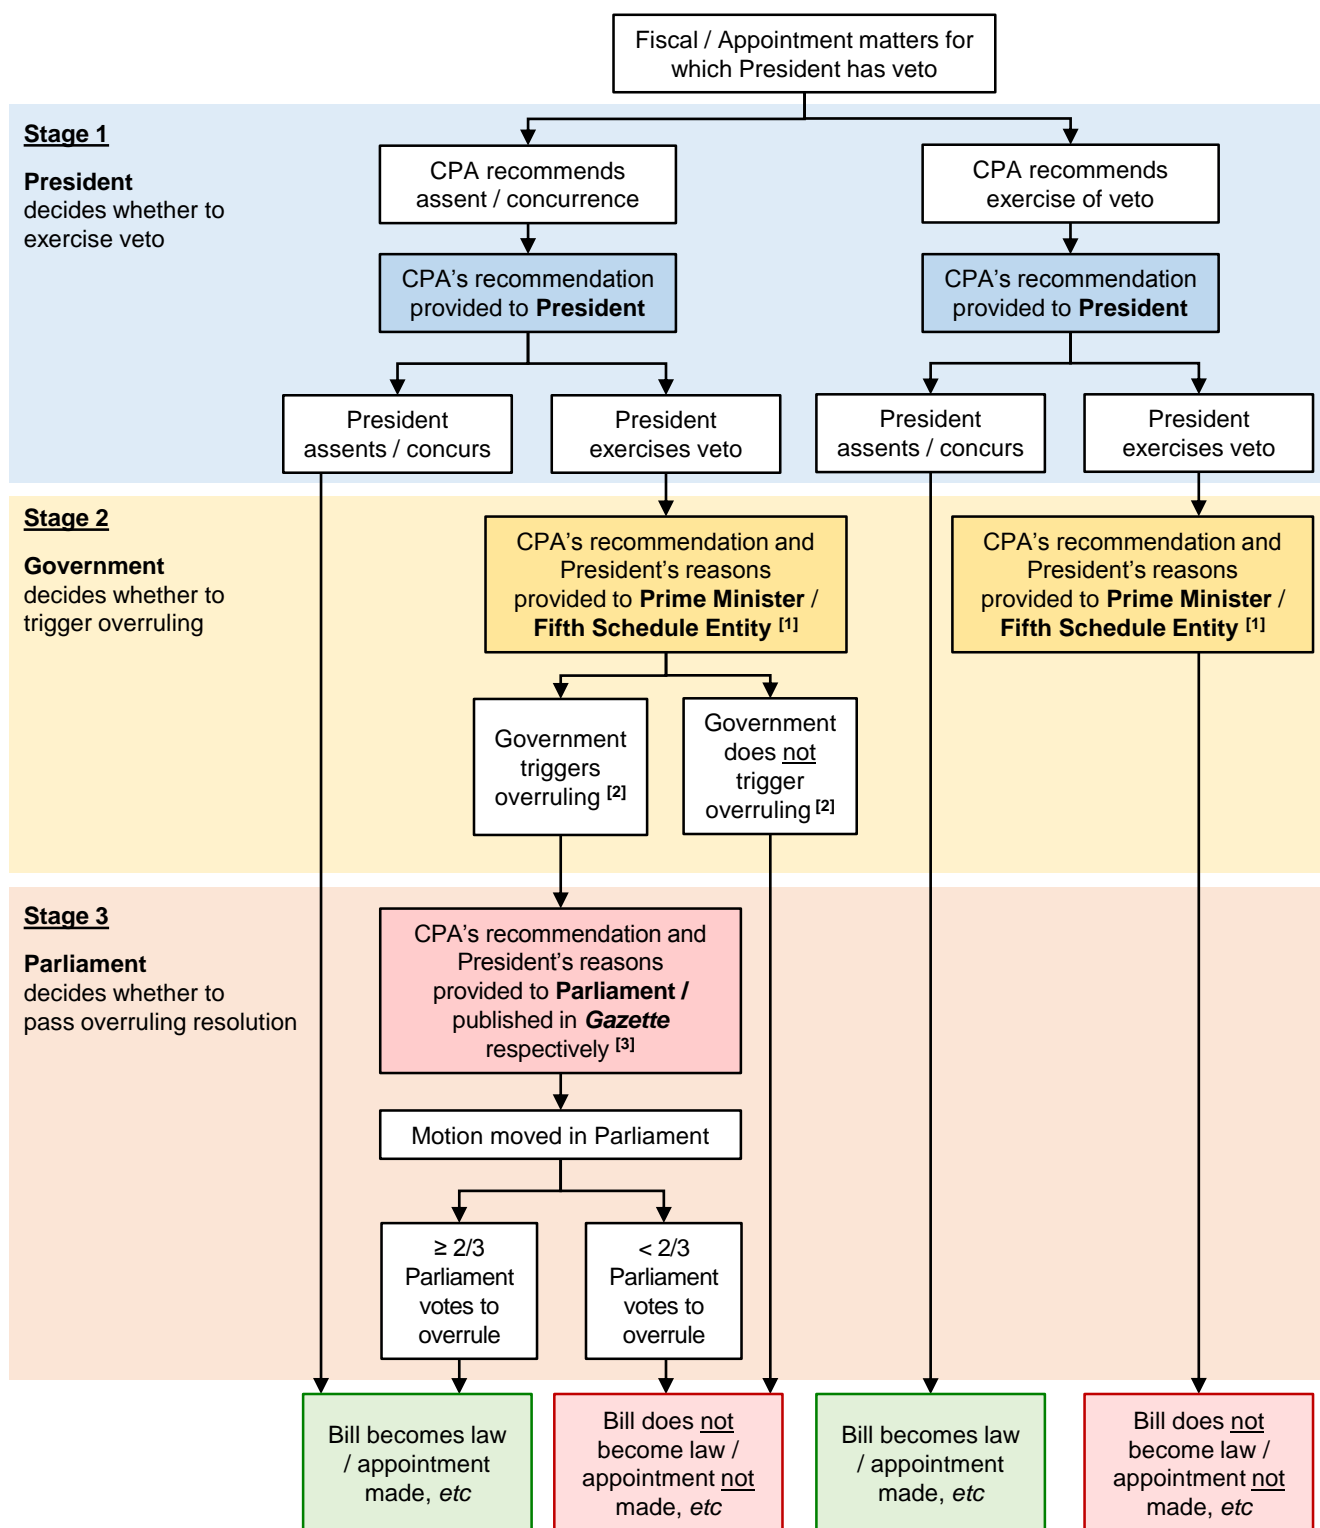 Fiscal / Appointment matters for
which President has veto
Stage 1
President
decides whether to
exercise veto
CPA recommends
assent / concurrence
CPA recommends
exercise of veto
CPA's recommendation
provided to President
CPA's recommendation
provided to President
President
assents / concurs
President
exercises veto
President
assents / concurs
President
exercises veto
Stage 2
Government
decides whether to
trigger overruling
CPA's recommendation and
President's reasons
provided to Prime Minister /
Fifth Schedule Entity [1]
CPA's recommendation and
President's reasons
provided to Prime Minister /
Fifth Schedule Entity [1]
Government
triggers
overruling [2]
Government
does not
trigger
overruling [2]
Stage 3
Parliament
decides whether to
pass overruling resolution
CPA's recommendation and
President's reasons
provided to Parliament /
published in Gazette
respectively [3]
Motion moved in Parliament
≥ 2/3
Parliament
votes to
overrule
< 2/3
Parliament
votes to
overrule
Bill becomes law
/ appointment
made, etc
Bill does not
become law /
appointment not
made, etc
Bill becomes law
/ appointment
made, etc
Bill does not
become law /
appointment not
made, etc